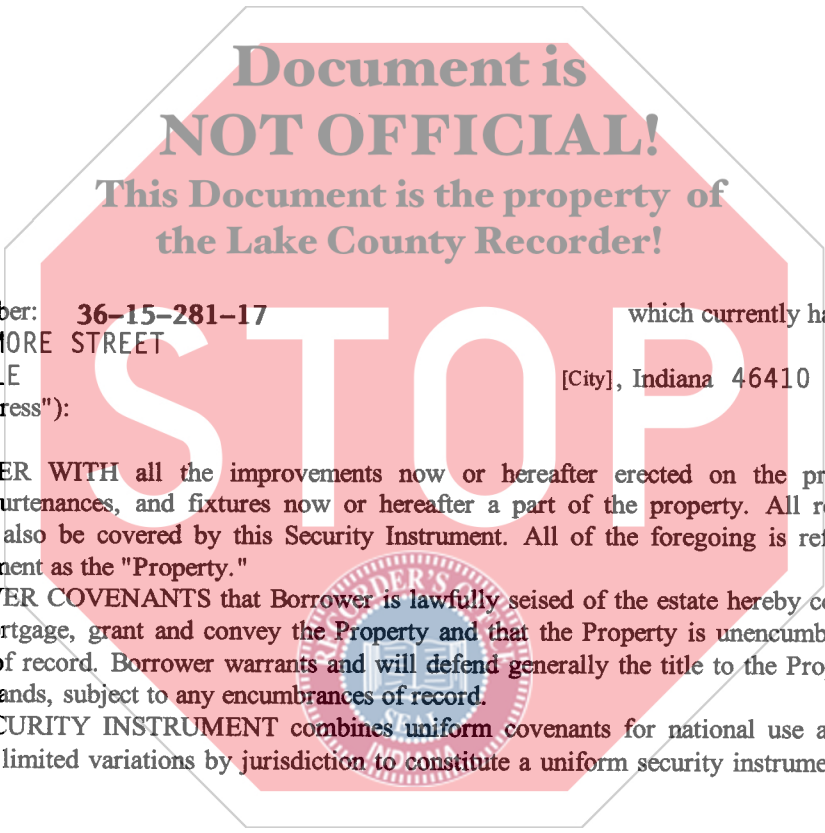 Document is
NOT OFFICIAL!
This Document is the property of
the Lake County Recorder!
ber: 36-15-281-17 which currently ha
ORE STREET
LE [City], Indiana 46410
ress"):
STOP
ER WITH all the improvements now or hereafter erected on the pr
urtenances, and fixtures now or hereafter a part of the property. All r
also be covered by this Security Instrument. All of the foregoing is ref
ment as the "Property."
ER COVENANTS that Borrower is lawfully seised of the estate hereby c
rtgage, grant and convey the Property and that the Property is unencumb
of record. Borrower warrants and will defend generally the title to the Pro
ands, subject to any encumbrances of record.
CURITY INSTRUMENT combines uniform covenants for national use a
limited variations by jurisdiction to constitute a uniform security instrume
SEAL
INDIANA